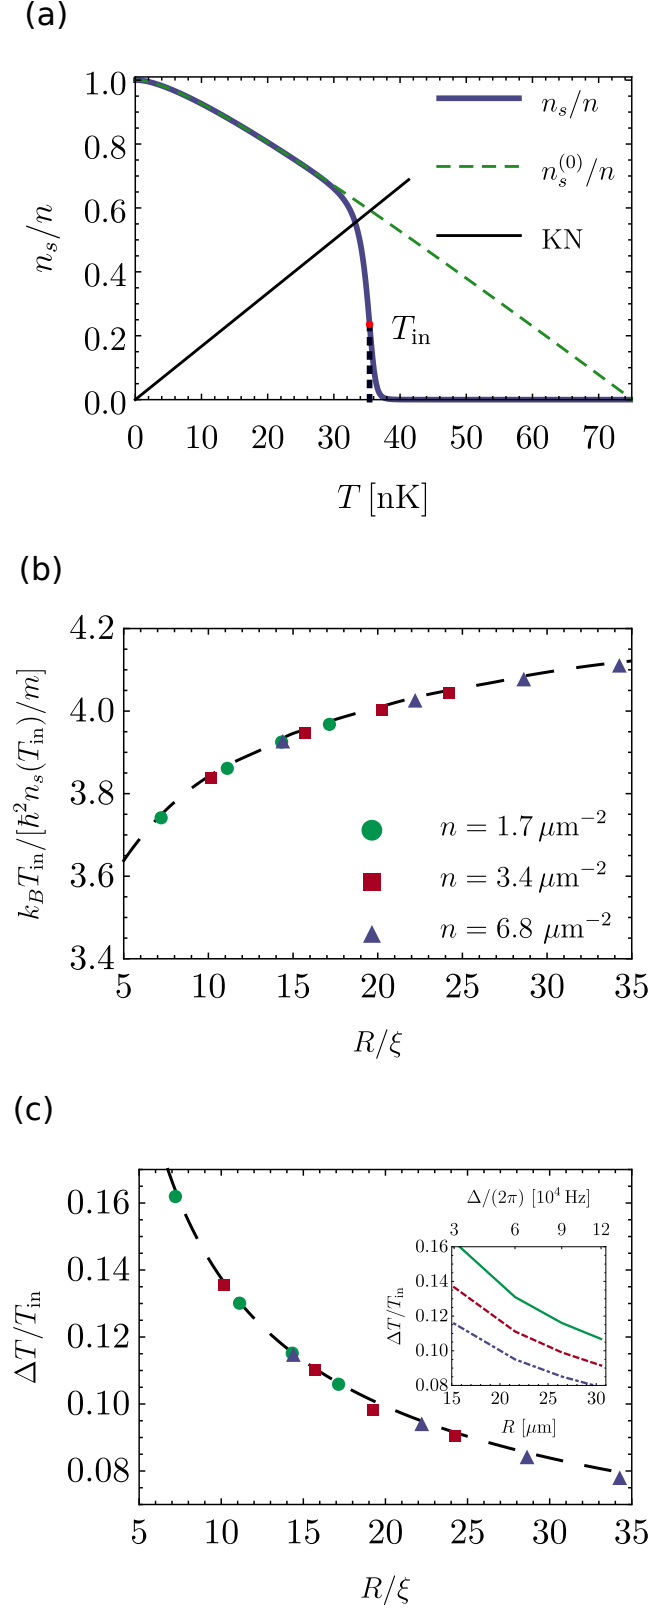 (a)
1.0
0.8
0.6
0.4
0.2
0.0
n_s/n
n_s/n
n_s^{(0)}/n
KN
T_in
0 10 20 30 40 50 60 70
T [nK]
(b)
4.2
4.0
3.8
3.6
3.4
k_B T_in/[ħ²n_s(T_in)/m]
n = 1.7 μm⁻²
n = 3.4 μm⁻²
n = 6.8 μm⁻²
5 10 15 20 25 30 35
R/ξ
(c)
0.16
0.14
0.12
0.10
0.08
ΔT/T_in
Δ/(2π) [10⁴ Hz]
3 6 9 12
0.16
0.14
0.12
0.10
0.08
ΔT/T_in
15 20 25 30
R [μm]
5 10 15 20 25 30 35
R/ξ